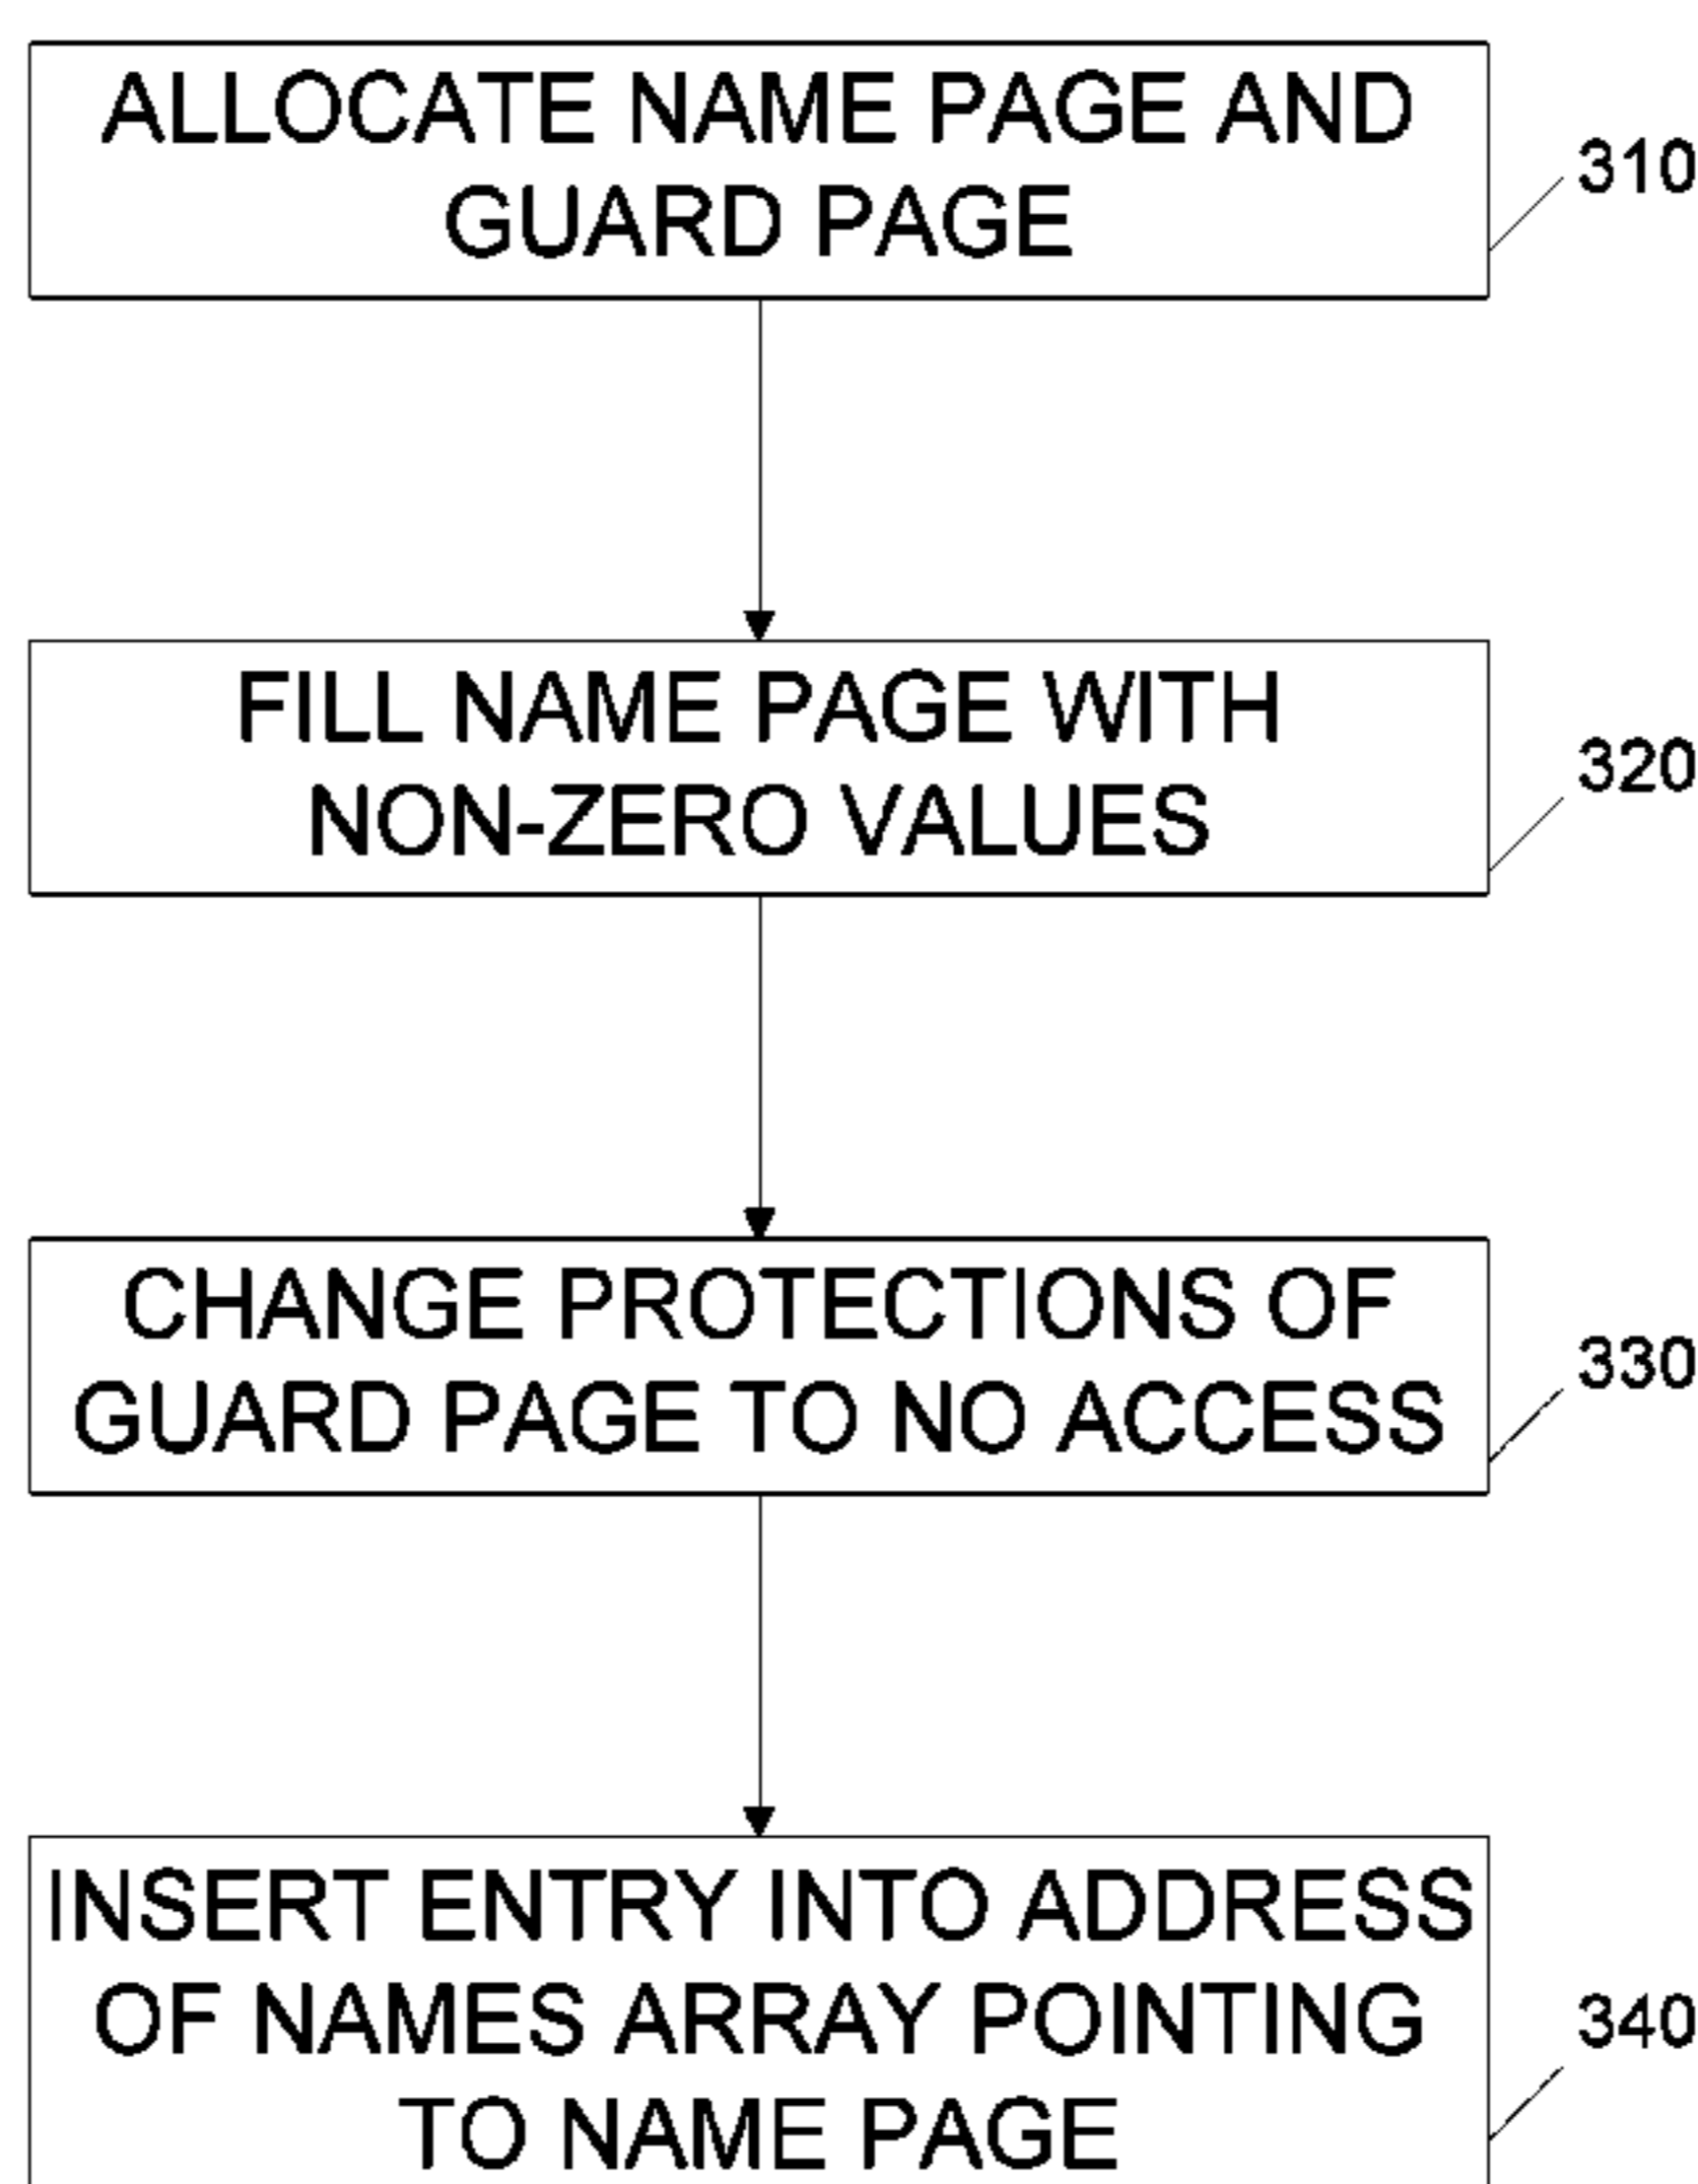 ALLOCATE NAME PAGE AND
GUARD PAGE
310
FILL NAME PAGE WITH
NON-ZERO VALUES
320
CHANGE PROTECTIONS OF
GUARD PAGE TO NO ACCESS
330
INSERT ENTRY INTO ADDRESS
OF NAMES ARRAY POINTING
TO NAME PAGE
340